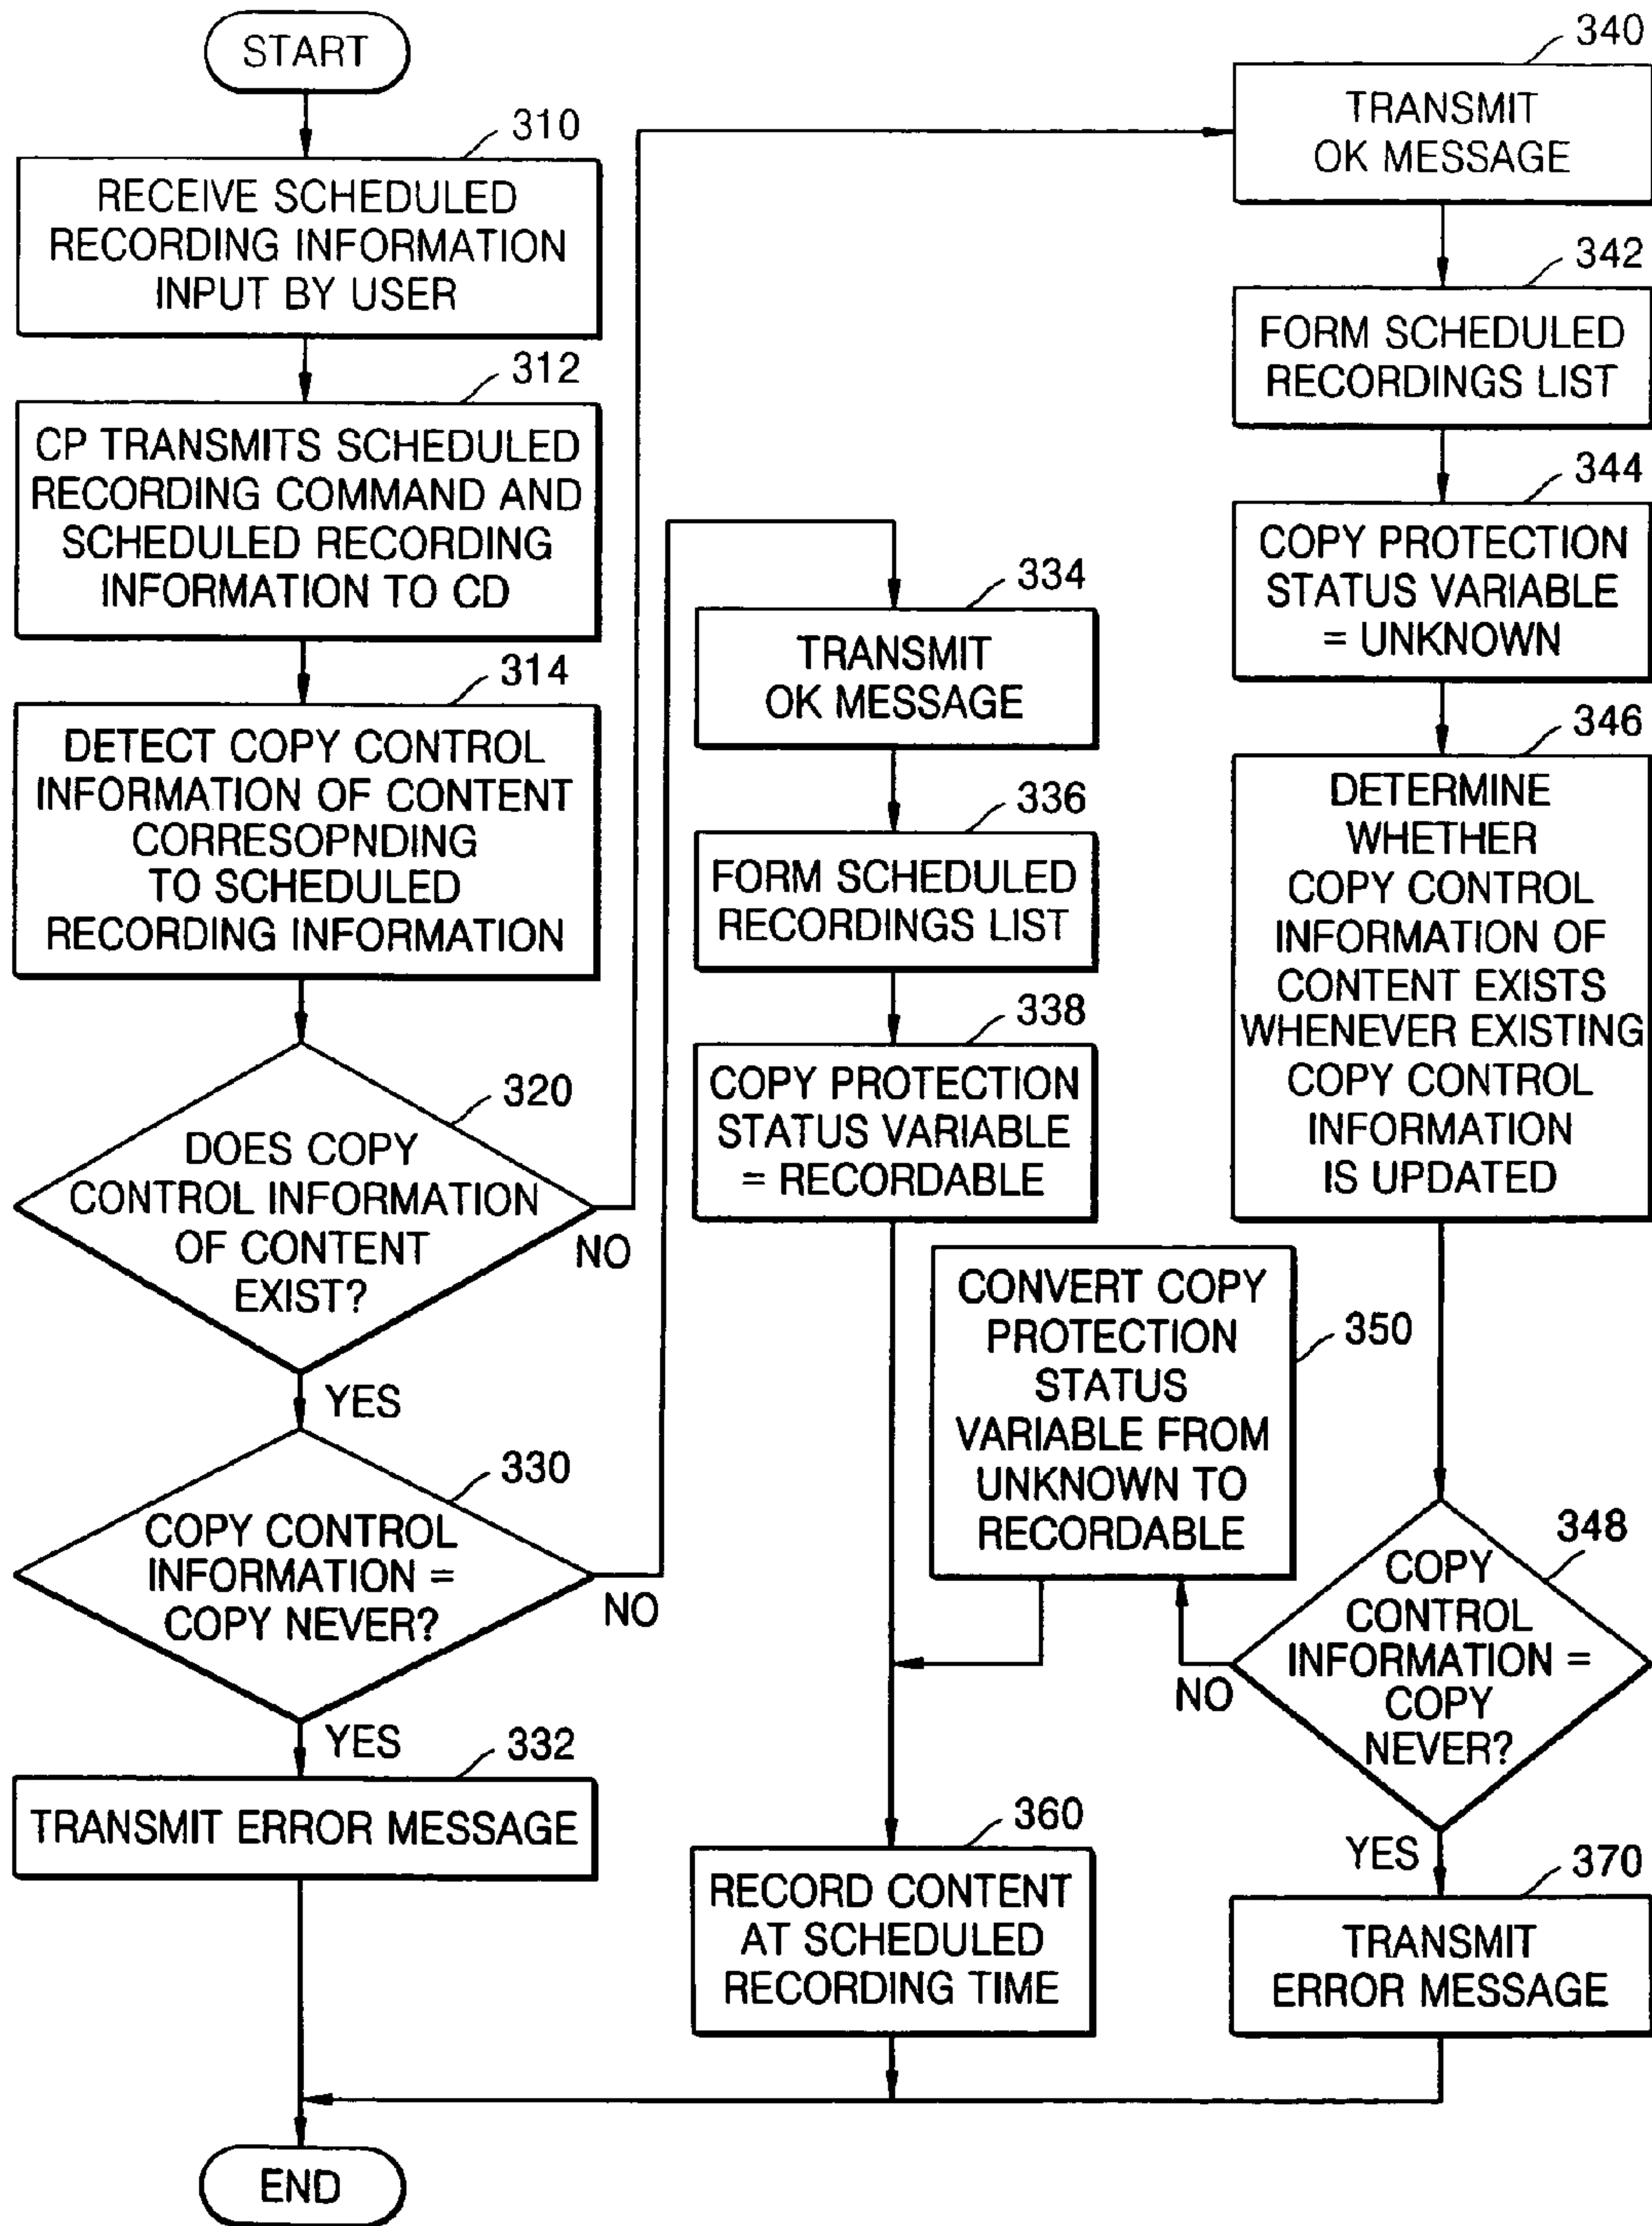 START
310
RECEIVE SCHEDULED
RECORDING INFORMATION
INPUT BY USER
312
CP TRANSMITS SCHEDULED
RECORDING COMMAND AND
SCHEDULED RECORDING
INFORMATION TO CD
314
DETECT COPY CONTROL
INFORMATION OF CONTENT
CORRESOPNDING
TO SCHEDULED
RECORDING INFORMATION
320
DOES COPY
CONTROL INFORMATION
OF CONTENT
EXIST?
NO
YES
330
COPY CONTROL
INFORMATION =
COPY NEVER?
NO
YES
332
TRANSMIT ERROR MESSAGE
334
TRANSMIT
OK MESSAGE
336
FORM SCHEDULED
RECORDINGS LIST
338
COPY PROTECTION
STATUS VARIABLE
= RECORDABLE
340
TRANSMIT
OK MESSAGE
342
FORM SCHEDULED
RECORDINGS LIST
344
COPY PROTECTION
STATUS VARIABLE
= UNKNOWN
346
DETERMINE
WHETHER
COPY CONTROL
INFORMATION OF
CONTENT EXISTS
WHENEVER EXISTING
COPY CONTROL
INFORMATION
IS UPDATED
348
COPY
CONTROL
INFORMATION =
COPY
NEVER?
NO
YES
350
CONVERT COPY
PROTECTION
STATUS
VARIABLE FROM
UNKNOWN TO
RECORDABLE
360
RECORD CONTENT
AT SCHEDULED
RECORDING TIME
370
TRANSMIT
ERROR MESSAGE
END